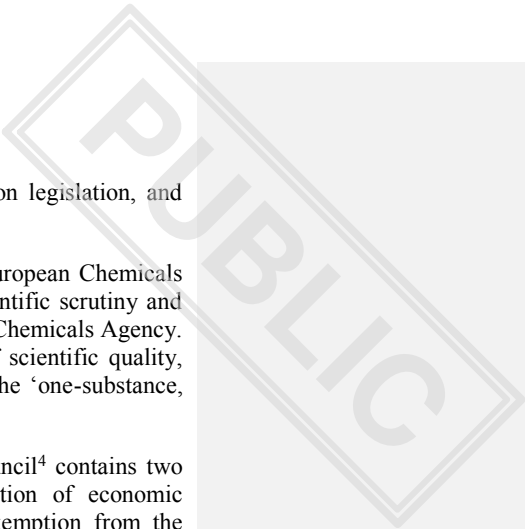 PUBLIC
on legislation, and
uropean Chemicals
ntific scrutiny and
Chemicals Agency.
f scientific quality,
he ‘one-substance,
ncil4 contains two
tion of economic
emption from the